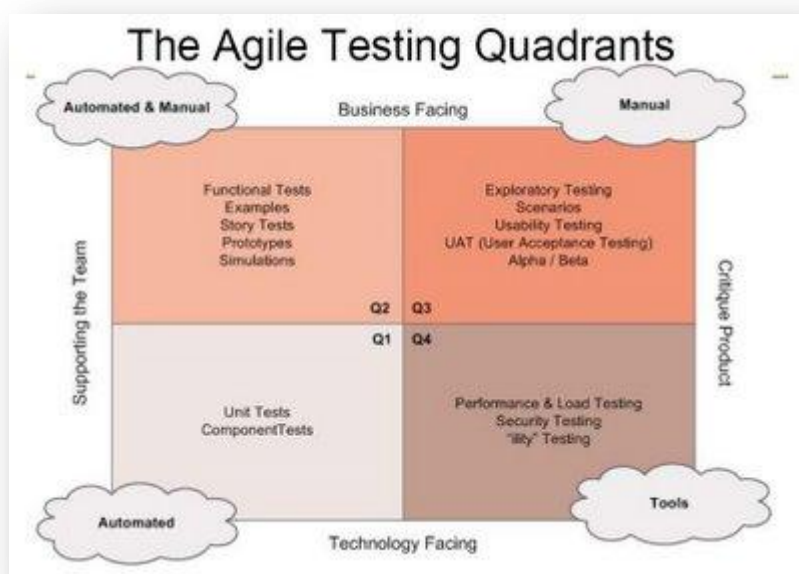 The Agile Testing Quadrants
Automated & Manual
Business Facing
Manual
Functional Tests
Examples
Story Tests
Prototypes
Simulations
Exploratory Testing
Scenarios
Usability Testing
UAT (User Acceptance Testing)
Alpha / Beta
Supporting the Team
Critique Product
Q2
Q3
Q1
Q4
Unit Tests
ComponentTests
Performance & Load Testing
Security Testing
"ility" Testing
Automated
Tools
Technology Facing